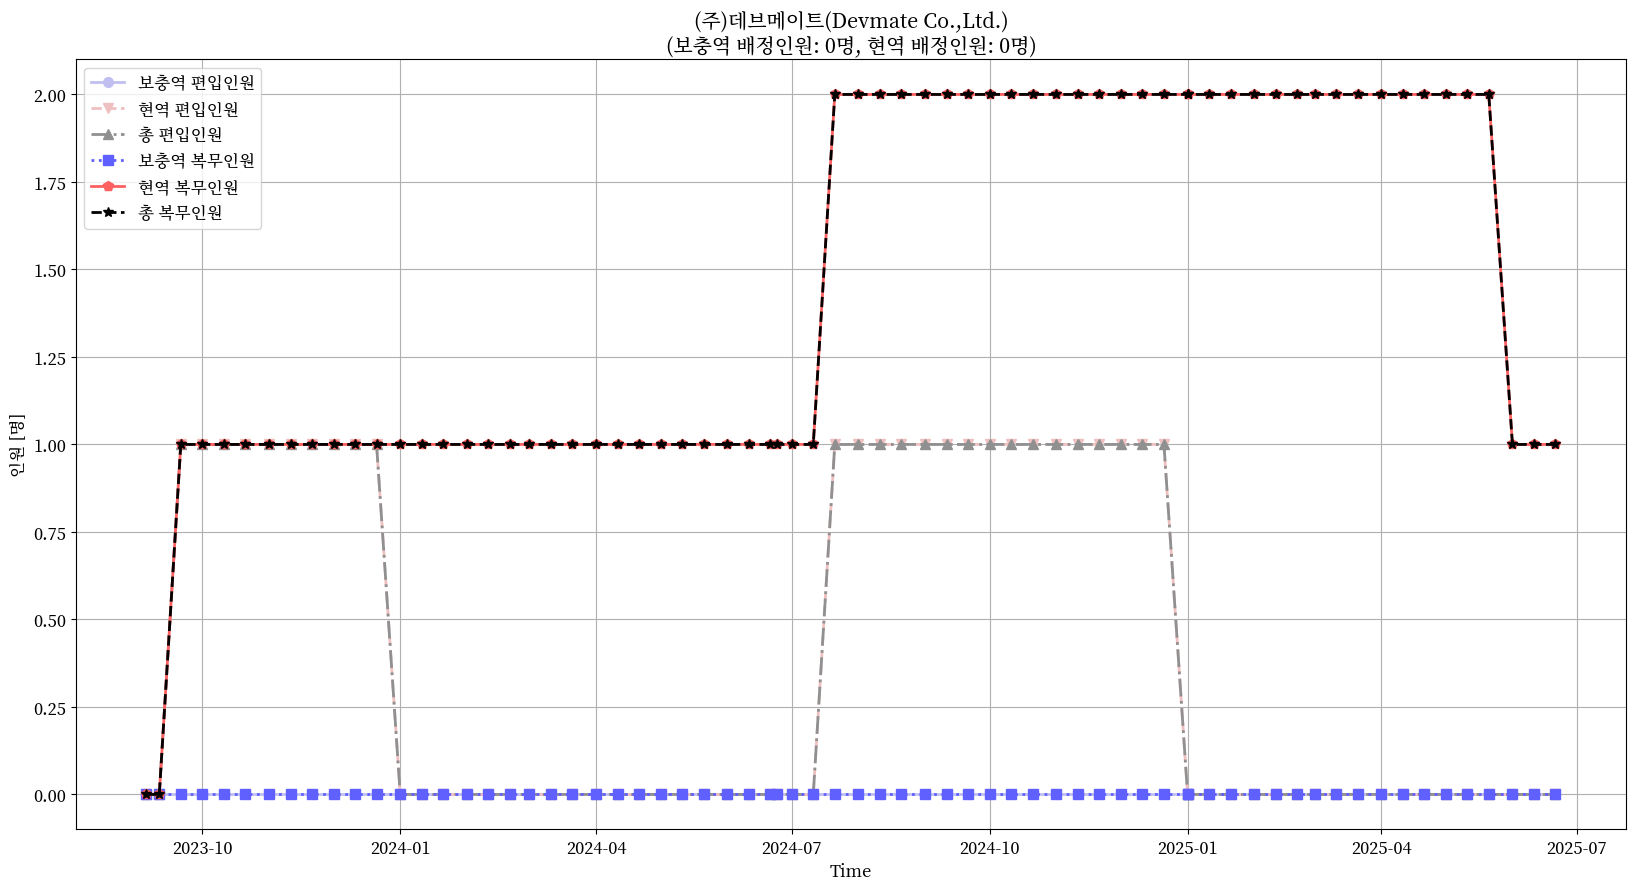 (주)데브메이트(Devmate Co.,Ltd.)
(보충역 배정인원: 0명, 현역 배정인원: 0명)
보충역 편입인원
현역 편입인원
총 편입인원
보충역 복무인원
현역 복무인원
총 복무인원
인원 [명]
2.00
1.75
1.50
1.25
1.00
0.75
0.50
0.25
0.00
2023-10 2024-01 2024-04 2024-07 2024-10 2025-01 2025-04 2025-07
Time